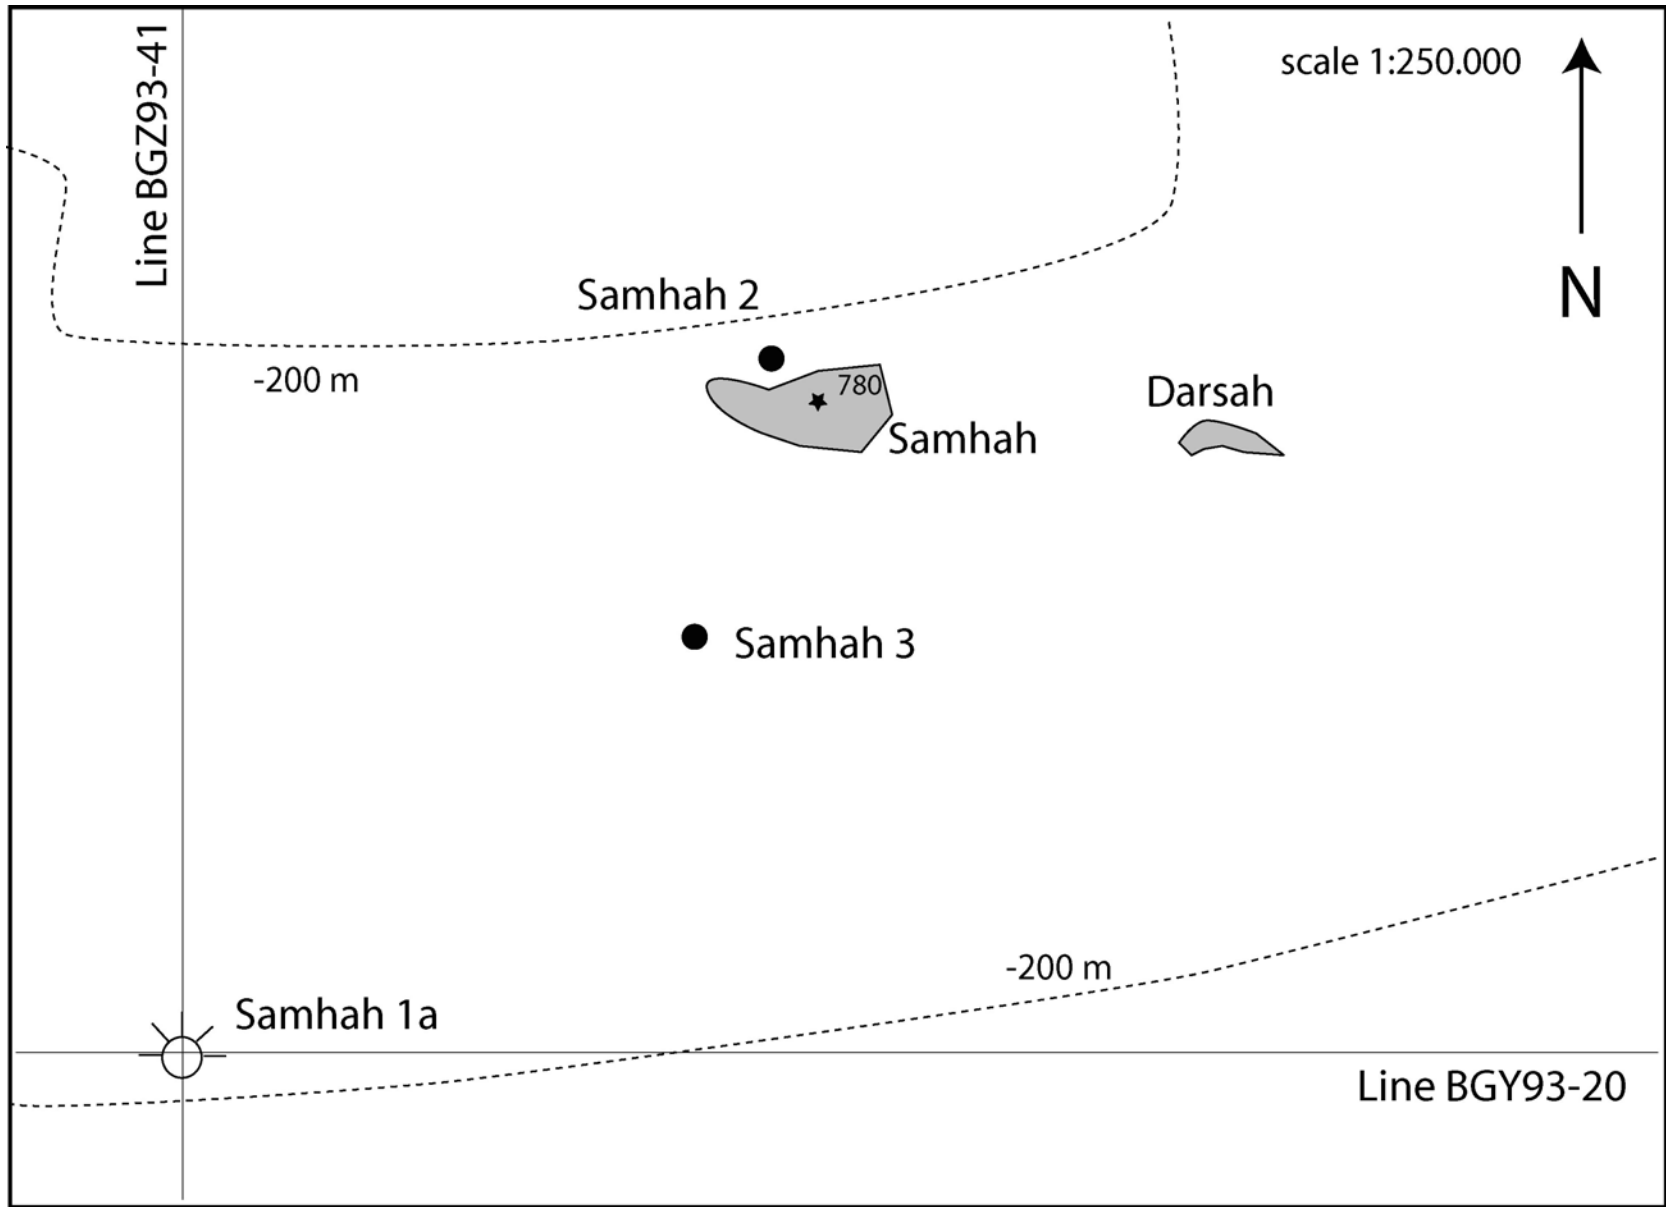 Line BGZ93-41
scale 1:250.000
N
Samhah 2
-200 m
780
Darsah
Samhah
Samhah 3
-200 m
Samhah 1a
Line BGY93-20